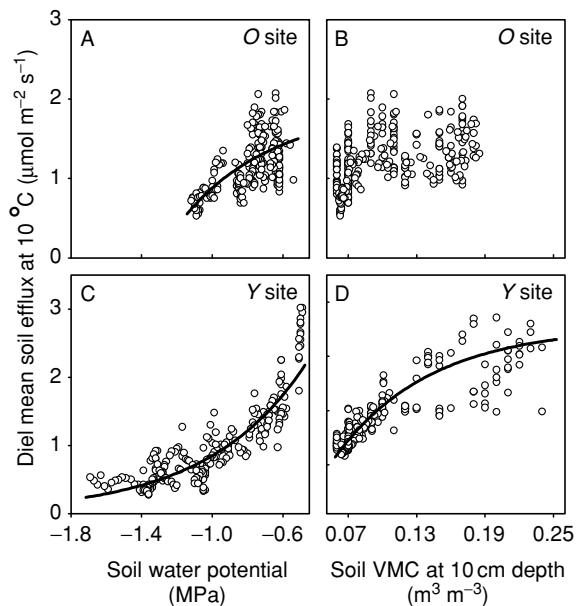 Diel mean soil efflux at 10 °C (μmol m⁻² s⁻¹)
A
O site
B
O site
3
2
1
0
C
Y site
D
Y site
3
2
1
0
−1.8
−1.4
−1.0
−0.6
0.07
0.13
0.19
0.25
Soil water potential
(MPa)
Soil VMC at 10 cm depth
(m³ m⁻³)